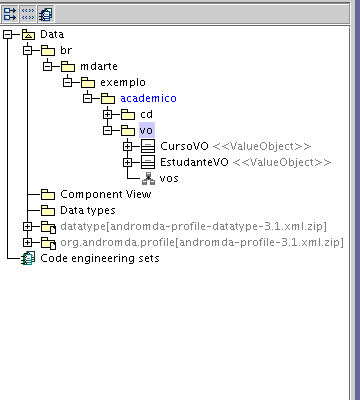 Data
br
mdarte
exemplo
academico
cd
vo
CursoVO <<ValueObject>>
EstudanteVO <<ValueObject>>
vos
Component View
Data types
datatype[andromda-profile-datatype-3.1.xml.zip]
org.andromda.profile[andromda-profile-3.1.xml.zip]
Code engineering sets